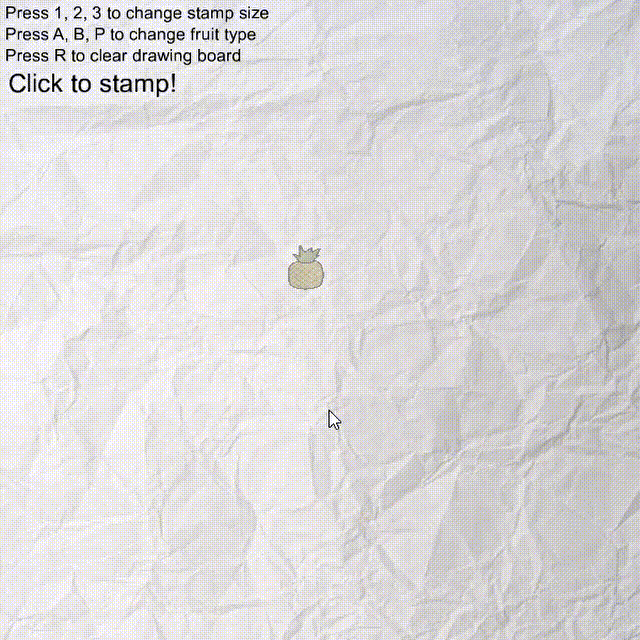 Press 1, 2, 3 to change stamp size
Press A, B, P to change fruit type
Press R to clear drawing board
Click to stamp!